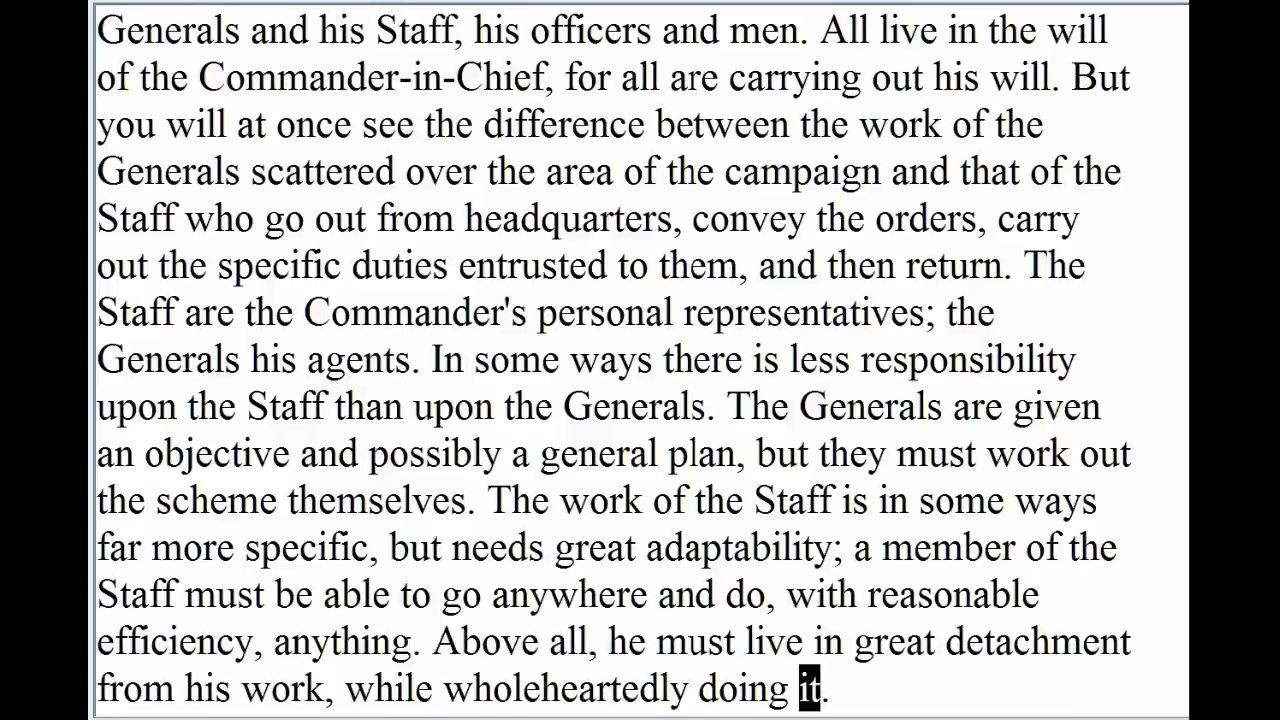 Generals and his Staff, his officers and men. All live in the will
of the Commander-in-Chief, for all are carrying out his will. But
you will at once see the difference between the work of the
Generals scattered over the area of the campaign and that of the
Staff who go out from headquarters, convey the orders, carry
out the specific duties entrusted to them, and then return. The
Staff are the Commander's personal representatives; the
Generals his agents. In some ways there is less responsibility
upon the Staff than upon the Generals. The Generals are given
an objective and possibly a general plan, but they must work out
the scheme themselves. The work of the Staff is in some ways
far more specific, but needs great adaptability; a member of the
Staff must be able to go anywhere and do, with reasonable
efficiency, anything. Above all, he must live in great detachment
from his work, while wholeheartedly doing it.